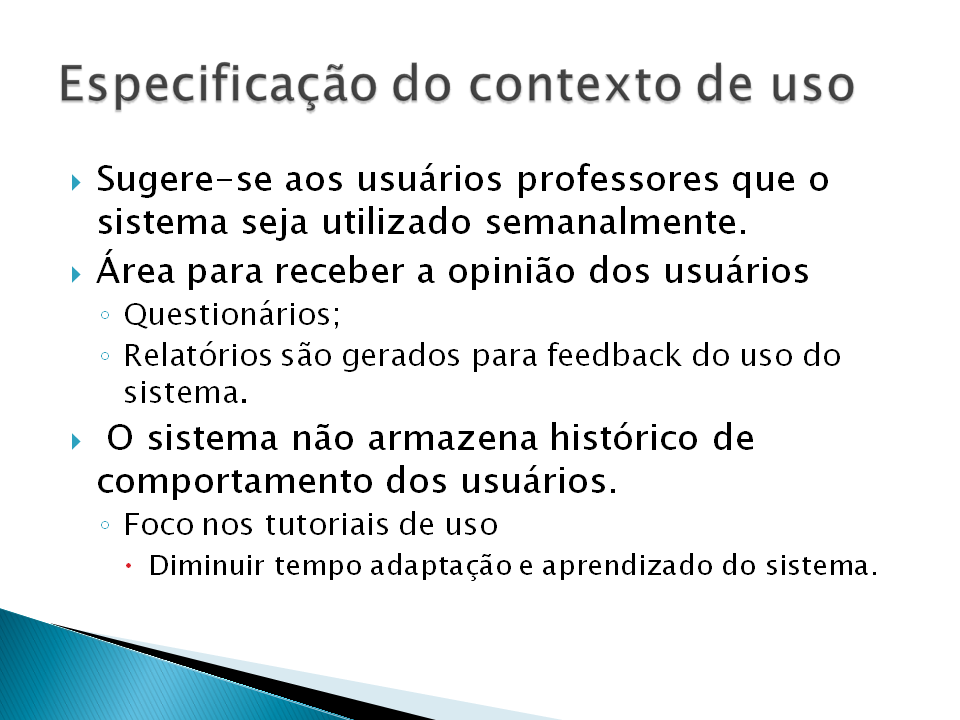 Especificação do contexto de uso
Sugere-se aos usuários professores que o
sistema seja utilizado semanalmente.
Área para receber a opinião dos usuários
Questionários;
Relatórios são gerados para feedback do uso do
sistema.
O sistema não armazena histórico de
comportamento dos usuários.
Foco nos tutoriais de uso
Diminuir tempo adaptação e aprendizado do sistema.